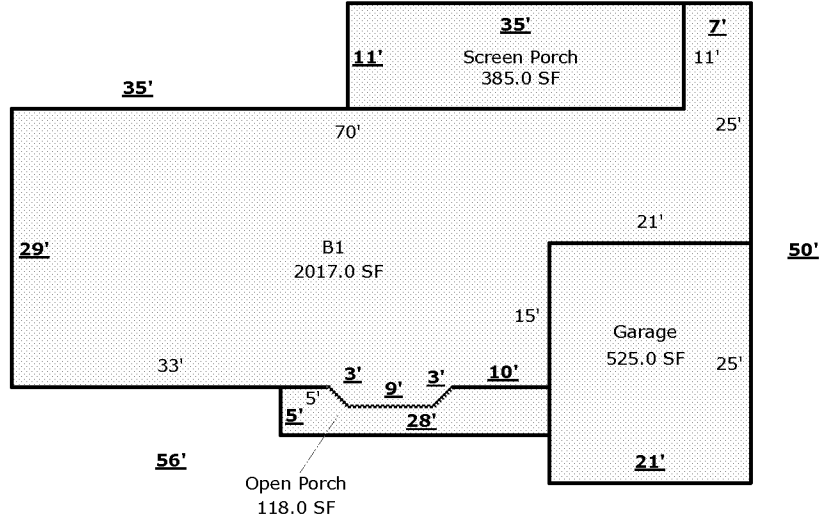 35'
7'
11'
Screen Porch
11'
385.0 SF
35'
70'
25'
21'
29'
B1
50'
2017.0 SF
15'
Garage
525.0 SF
25'
33'
3'
9'
3'
10'
5'
5'
28'
56'
21'
Open Porch
118.0 SF